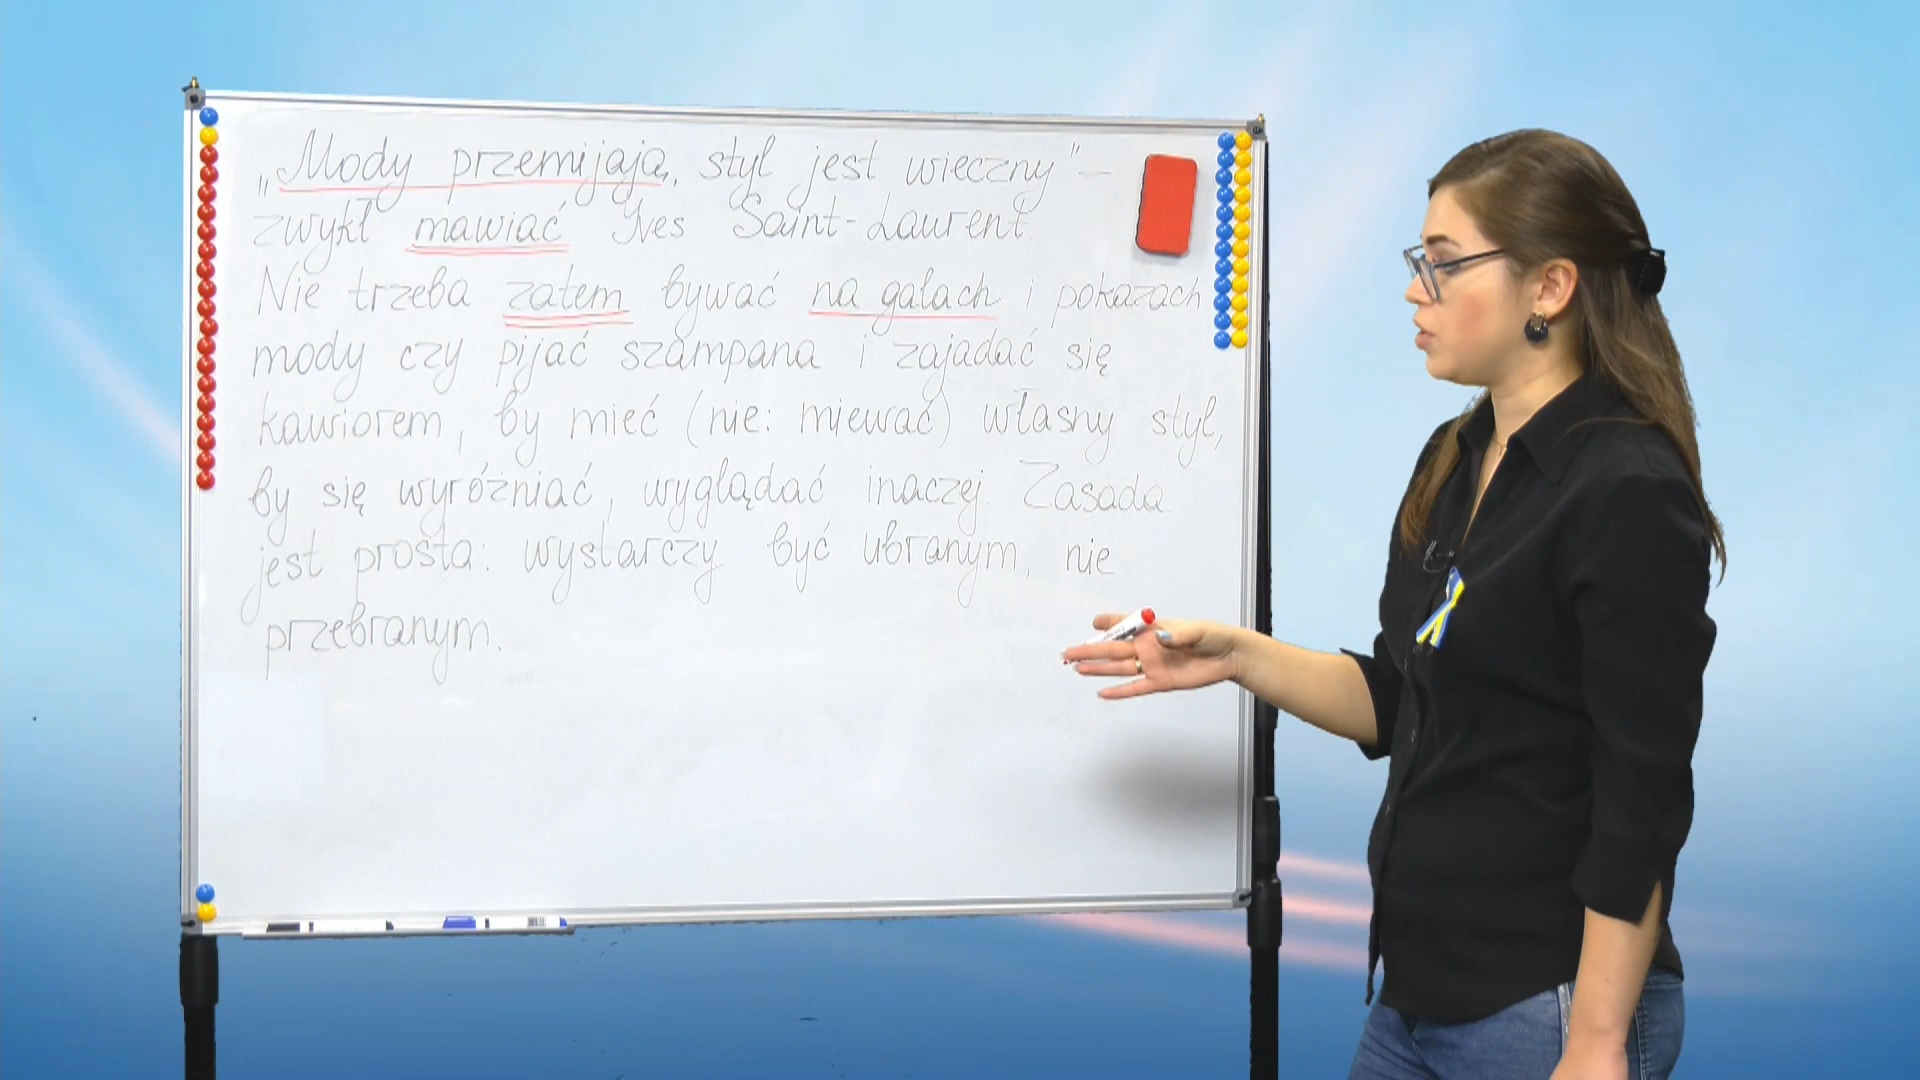 „Mody przemijają, styl jest wieczny" –
zwykł mawiać Yves Saint-Laurent.
Nie trzeba zatem bywać na galach i pokazach
mody czy pijać szampana i zajadać się
kawiorem, by mieć (nie: miewać) własny styl,
by się wyróżniać, wyglądać inaczej. Zasada
jest prosta: wystarczy być ubranym, nie
przebranym.